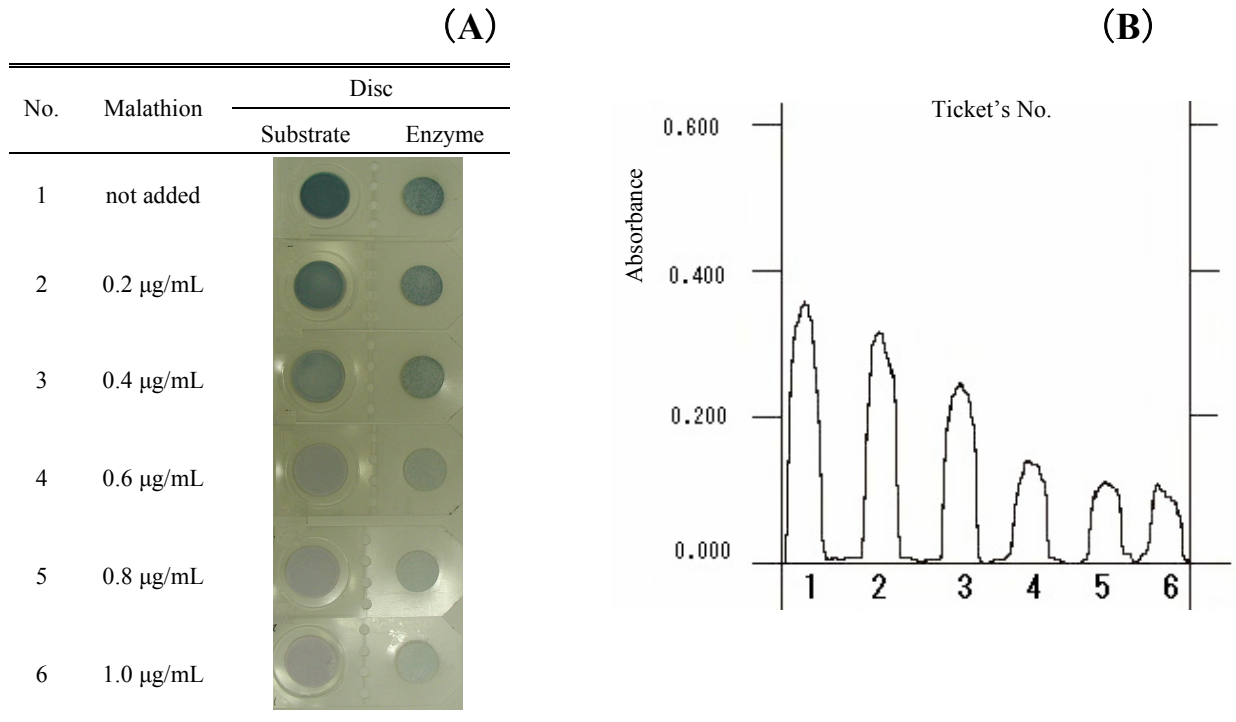 (A)
No.
Malathion
Disc
Substrate
Enzyme
1
not added
2
0.2 μg/mL
3
0.4 μg/mL
4
0.6 μg/mL
5
0.8 μg/mL
6
1.0 μg/mL
(B)
Ticket's No.
Absorbance
0.600
0.400
0.200
0.000
1 2 3 4 5 6